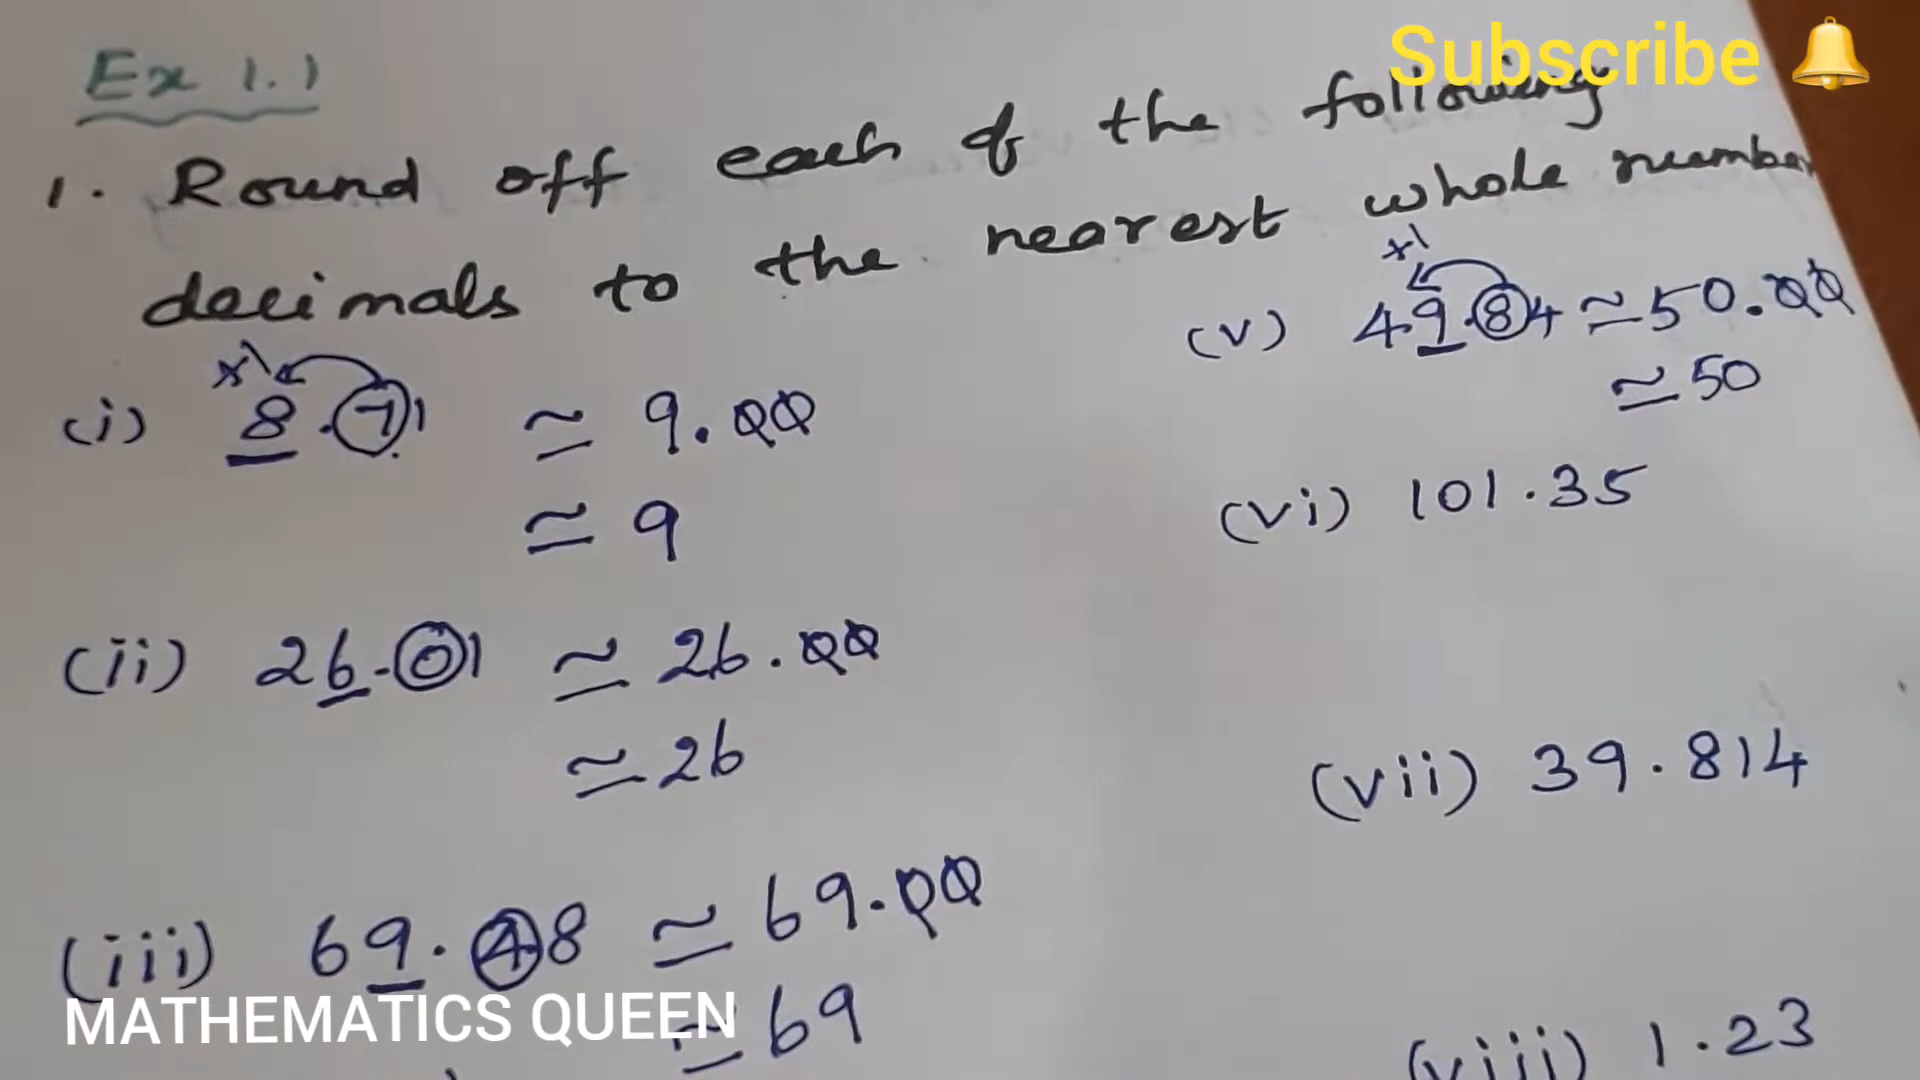 Subscribe
Ex 1.1
1. Round off each of the following
decimals to the nearest whole number
(i) 8.71 ≃ 9.00
≃ 9
(ii) 26.01 ≃ 26.00
≃ 26
(iii) 69.48 ≃ 69.00
≃ 69
+1
(v) 49.84 ≃ 50.00
≃ 50
(vi) 101.35
(vii) 39.814
(viii) 1.23
MATHEMATICS QUEEN